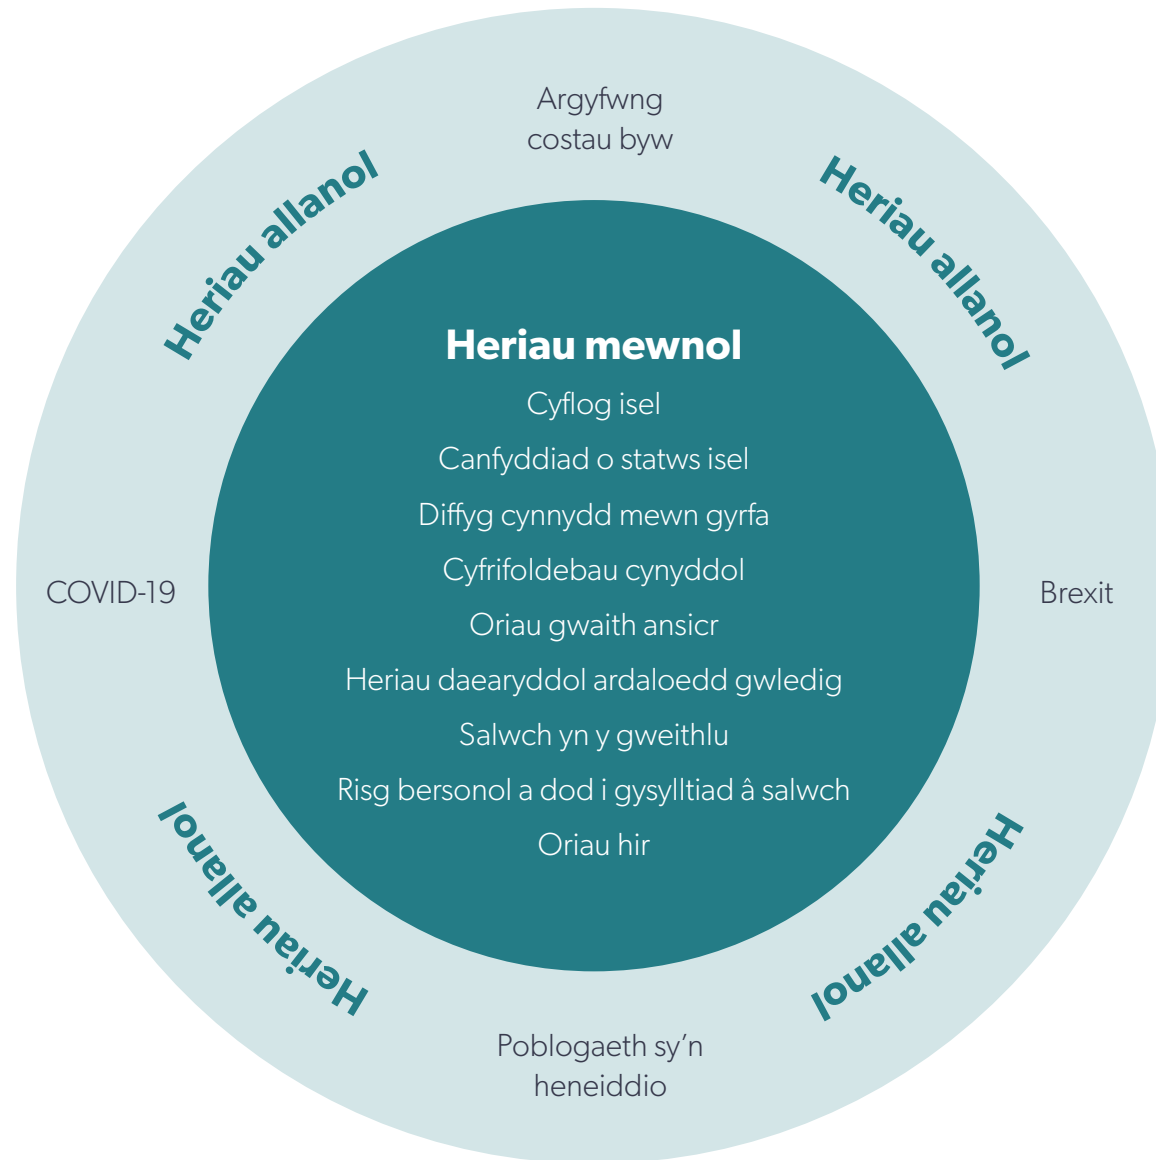 Argyfwng
costau byw
Heriau allanol
Heriau allanol
Heriau mewnol
Cyflog isel
Canfyddiad o statws isel
Diffyg cynnydd mewn gyrfa
Cyfrifoldebau cynyddol
Oriau gwaith ansicr
Heriau daearyddol ardaloedd gwledig
Salwch yn y gweithlu
Risg bersonol a dod i gysylltiad â salwch
Oriau hir
COVID-19
Brexit
Heriau allanol
Heriau allanol
Poblogaeth sy’n
heneiddio